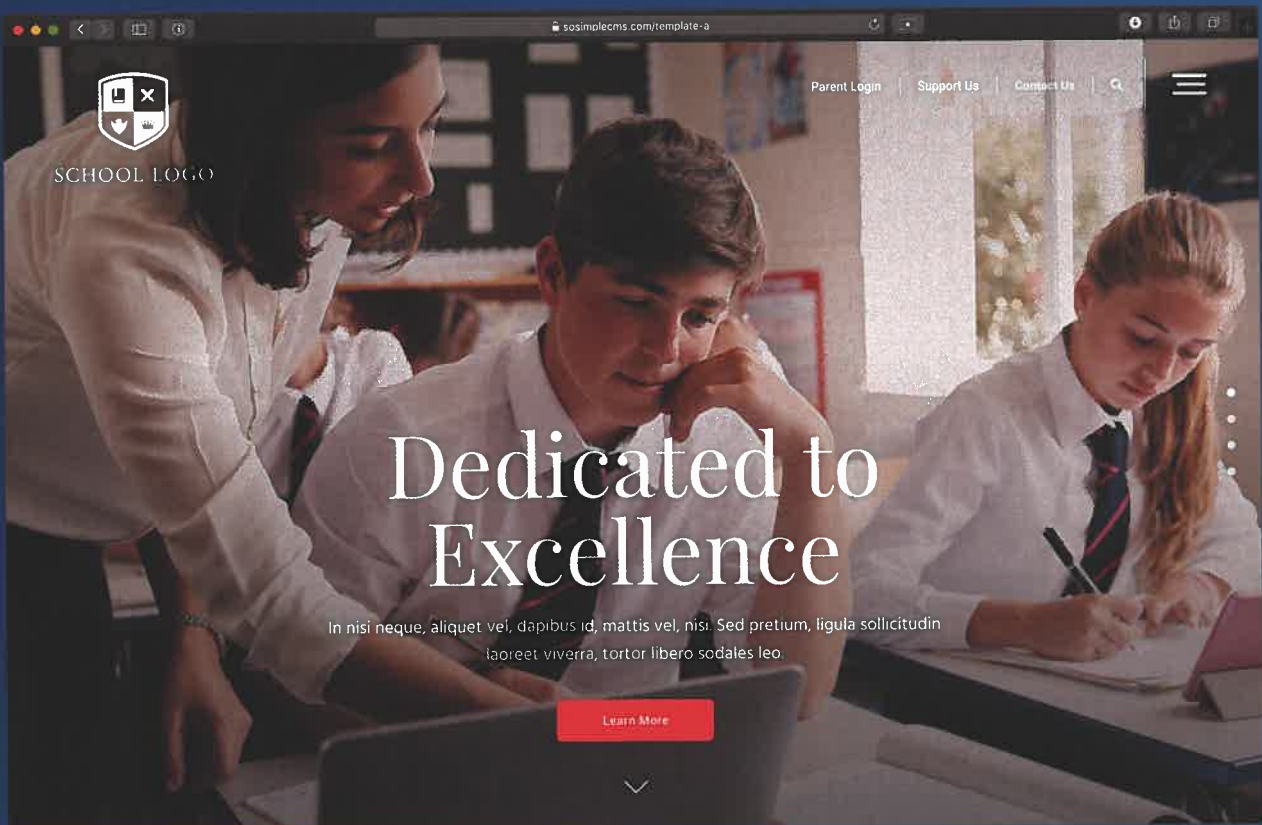 sosimplecms.com/template-a
Parent Login
Support Us
Contact Us
SCHOOL LOGO
Dedicated to
Excellence
In nisi neque, aliquet vel, dapibus id, mattis vel, nisi. Sed pretium, ligula sollicitudin
laoreet viverra, tortor libero sodales leo
Learn More